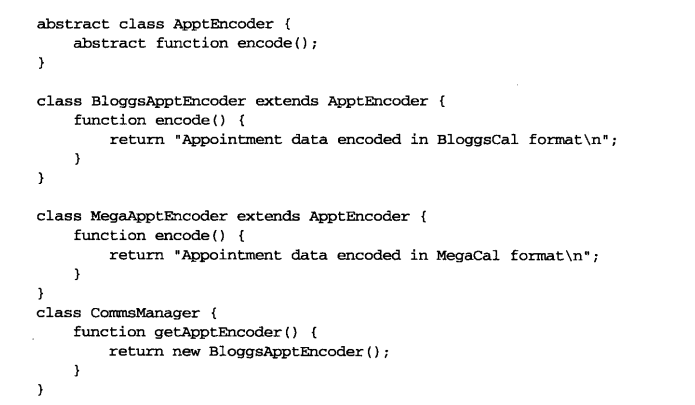 abstract class ApptEncoder {
    abstract function encode();
}

class BloggsApptEncoder extends ApptEncoder {
    function encode() {
        return "Appointment data encoded in BloggsCal format\n";
    }
}

class MegaApptEncoder extends ApptEncoder {
    function encode() {
        return "Appointment data encoded in MegaCal format\n";
    }
}
class CommsManager {
    function getApptEncoder() {
        return new BloggsApptEncoder();
    }
}